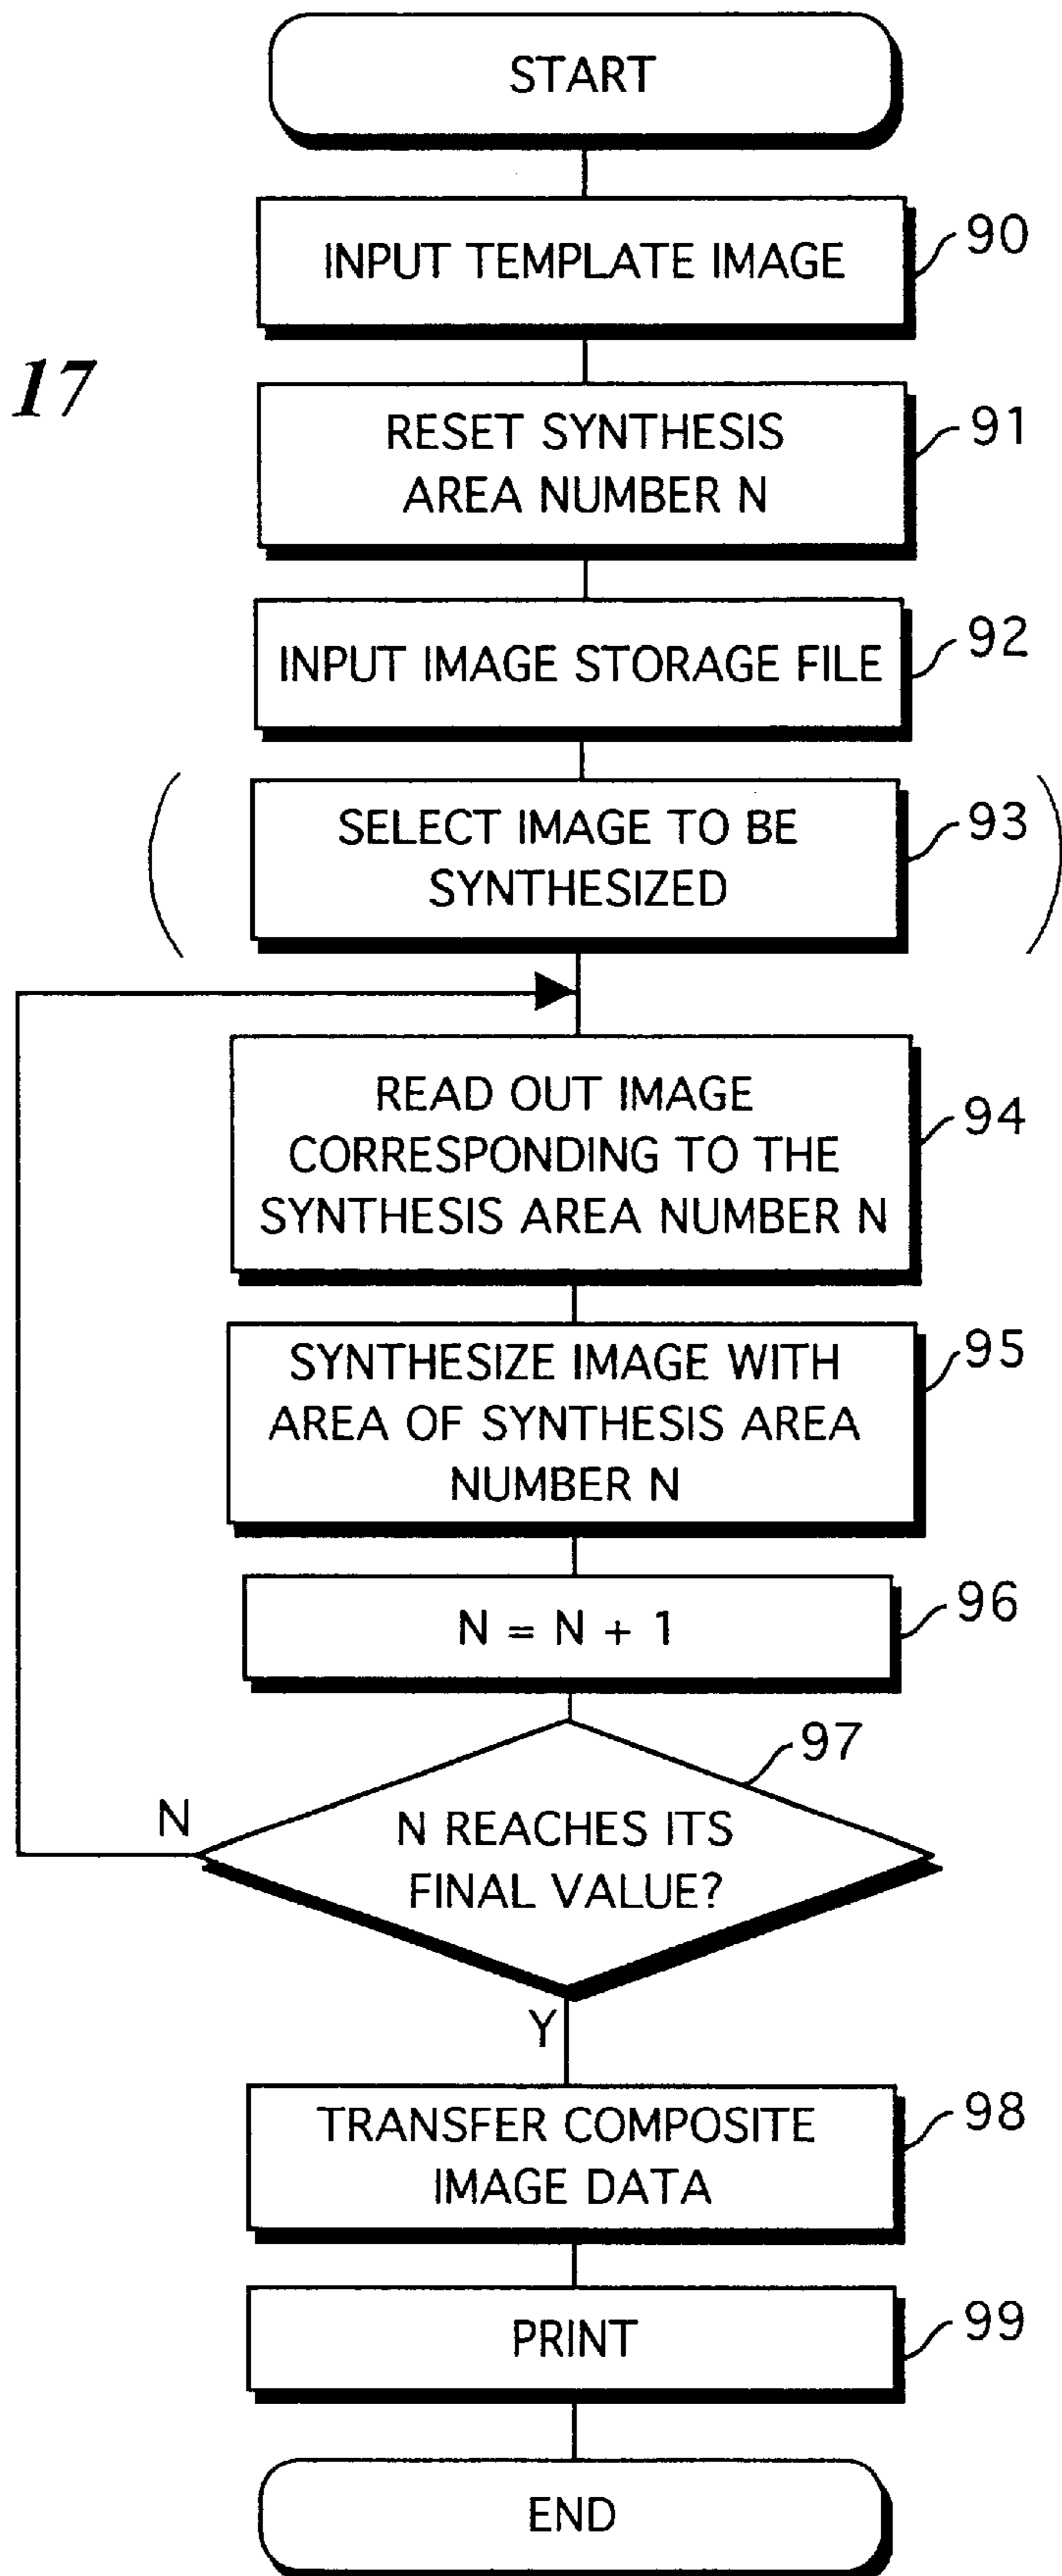 START
INPUT TEMPLATE IMAGE
90
17
RESET SYNTHESIS
AREA NUMBER N
91
INPUT IMAGE STORAGE FILE
92
SELECT IMAGE TO BE
SYNTHESIZED
93
READ OUT IMAGE
CORRESPONDING TO THE
SYNTHESIS AREA NUMBER N
94
SYNTHESIZE IMAGE WITH
AREA OF SYNTHESIS AREA
NUMBER N
95
N = N + 1
96
97
N
N REACHES ITS
FINAL VALUE?
Y
TRANSFER COMPOSITE
IMAGE DATA
98
PRINT
99
END